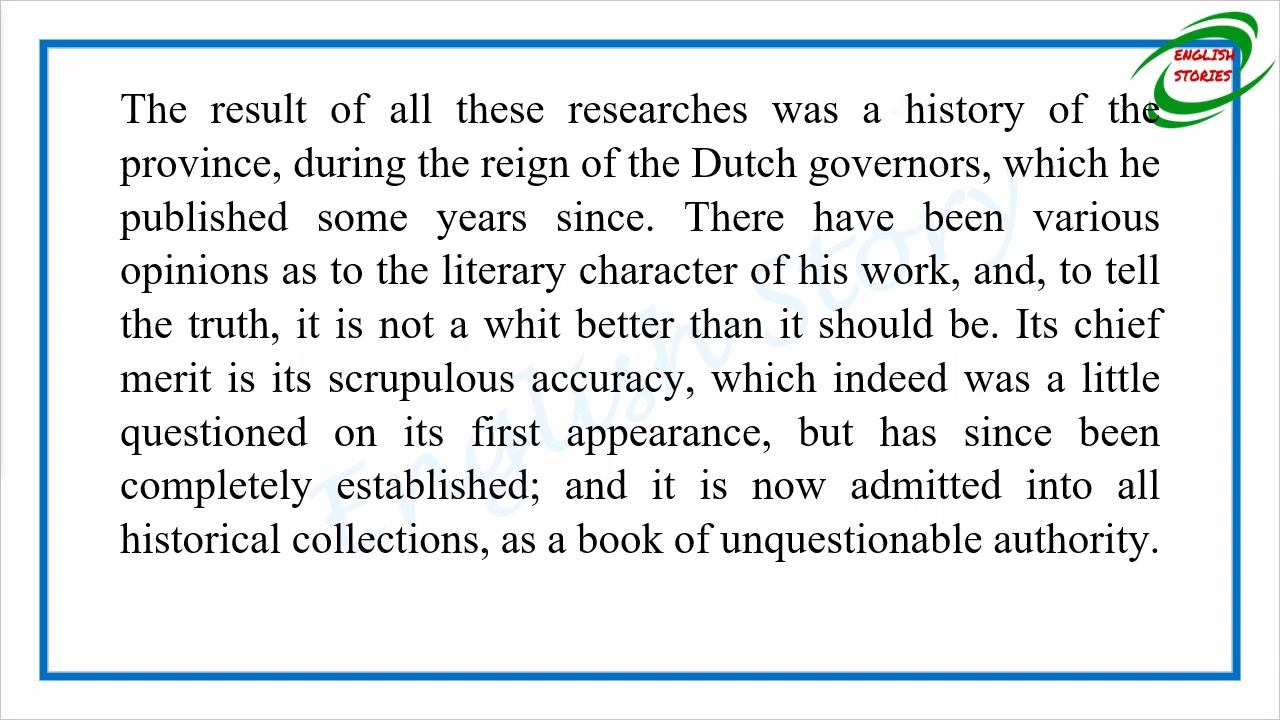 ENGLISH
STORIES
The result of all these researches was a history of the
province, during the reign of the Dutch governors, which he
published some years since. There have been various
opinions as to the literary character of his work, and, to tell
the truth, it is not a whit better than it should be. Its chief
merit is its scrupulous accuracy, which indeed was a little
questioned on its first appearance, but has since been
completely established; and it is now admitted into all
historical collections, as a book of unquestionable authority.
English Story